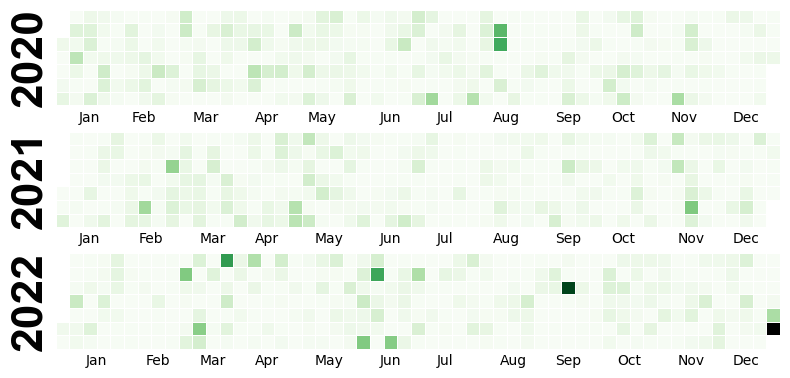 2020
Jan Feb Mar Apr May Jun Jul Aug Sep Oct Nov Dec
2021
Jan Feb Mar Apr May Jun Jul Aug Sep Oct Nov Dec
2022
Jan Feb Mar Apr May Jun Jul Aug Sep Oct Nov Dec